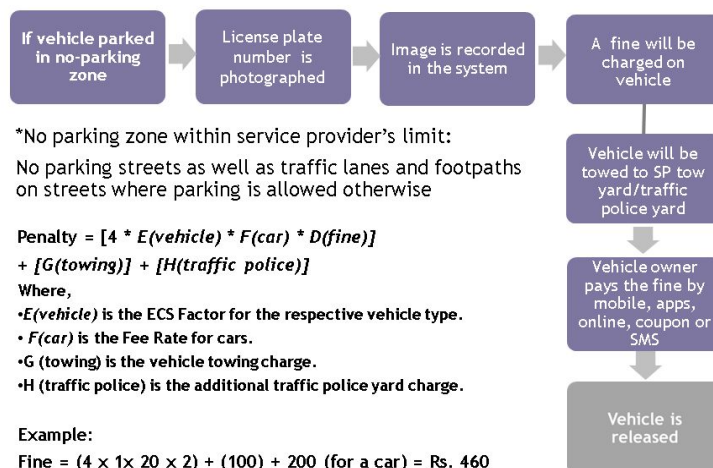 If vehicle parked
in no-parking
zone
License plate
number is
photographed
Image is recorded
in the system
A fine will be
charged on
vehicle
*No parking zone within service provider's limit:
No parking streets as well as traffic lanes and footpaths
on streets where parking is allowed otherwise
Vehicle will be
towed to SP tow
yard/traffic
police yard
Penalty = [4 * E(vehicle) * F(car) * D(fine)]
+ [G(towing)] + [H(traffic police)]
Where,
•E(vehicle) is the ECS Factor for the respective vehicle type.
• F(car) is the Fee Rate for cars.
•G (towing) is the vehicle towing charge.
•H (traffic police) is the additional traffic police yard charge.
Vehicle owner
pays the fine by
mobile, apps,
online, coupon or
SMS
Vehicle is
released
Example:
Fine = (4 x 1x 20 x 2) + (100) + 200 (for a car) = Rs. 460